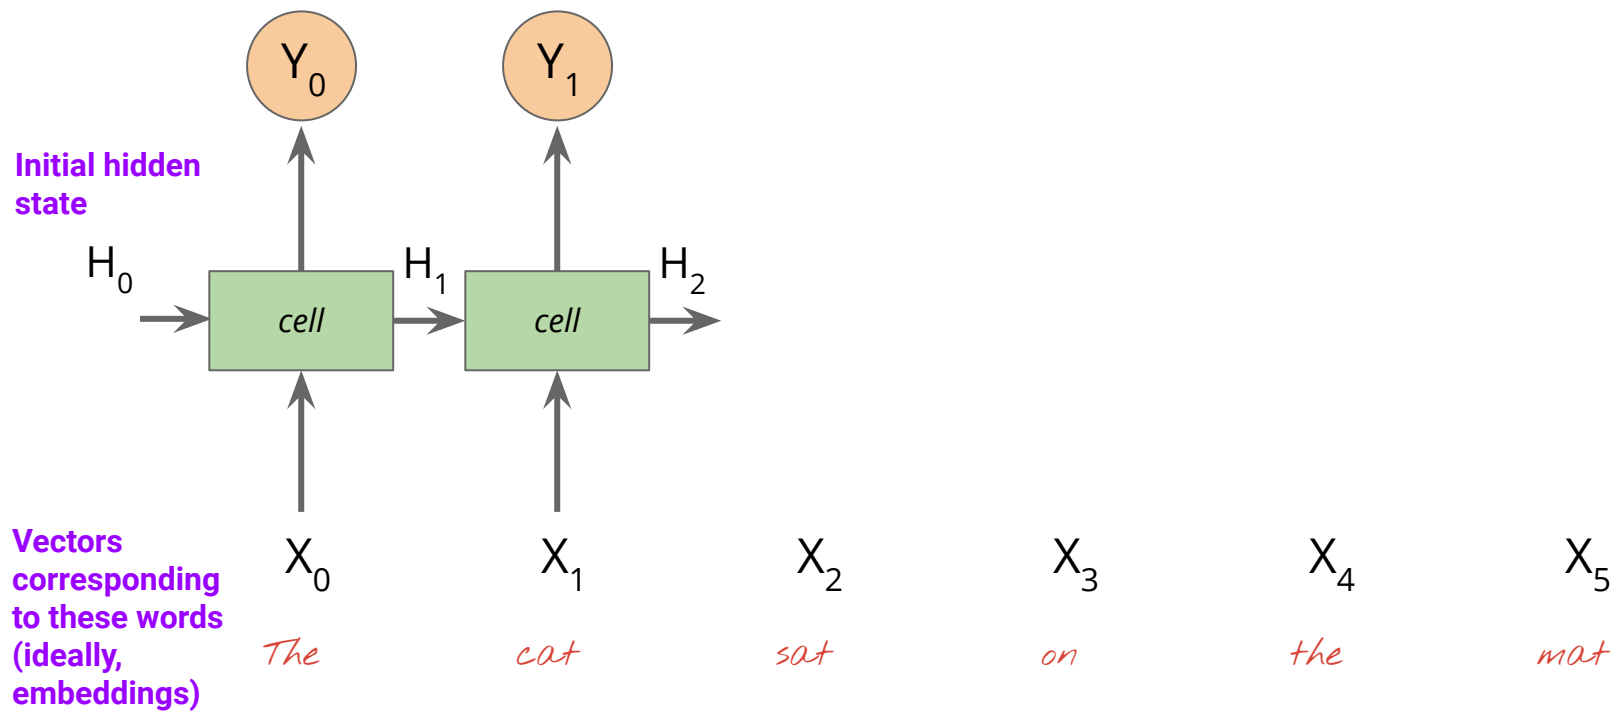 Y0 Y1
Initial hidden
state
H0 H1 H2
cell cell
Vectors
corresponding
to these words
(ideally,
embeddings)
X0 X1 X2 X3 X4 X5
The cat sat on the mat